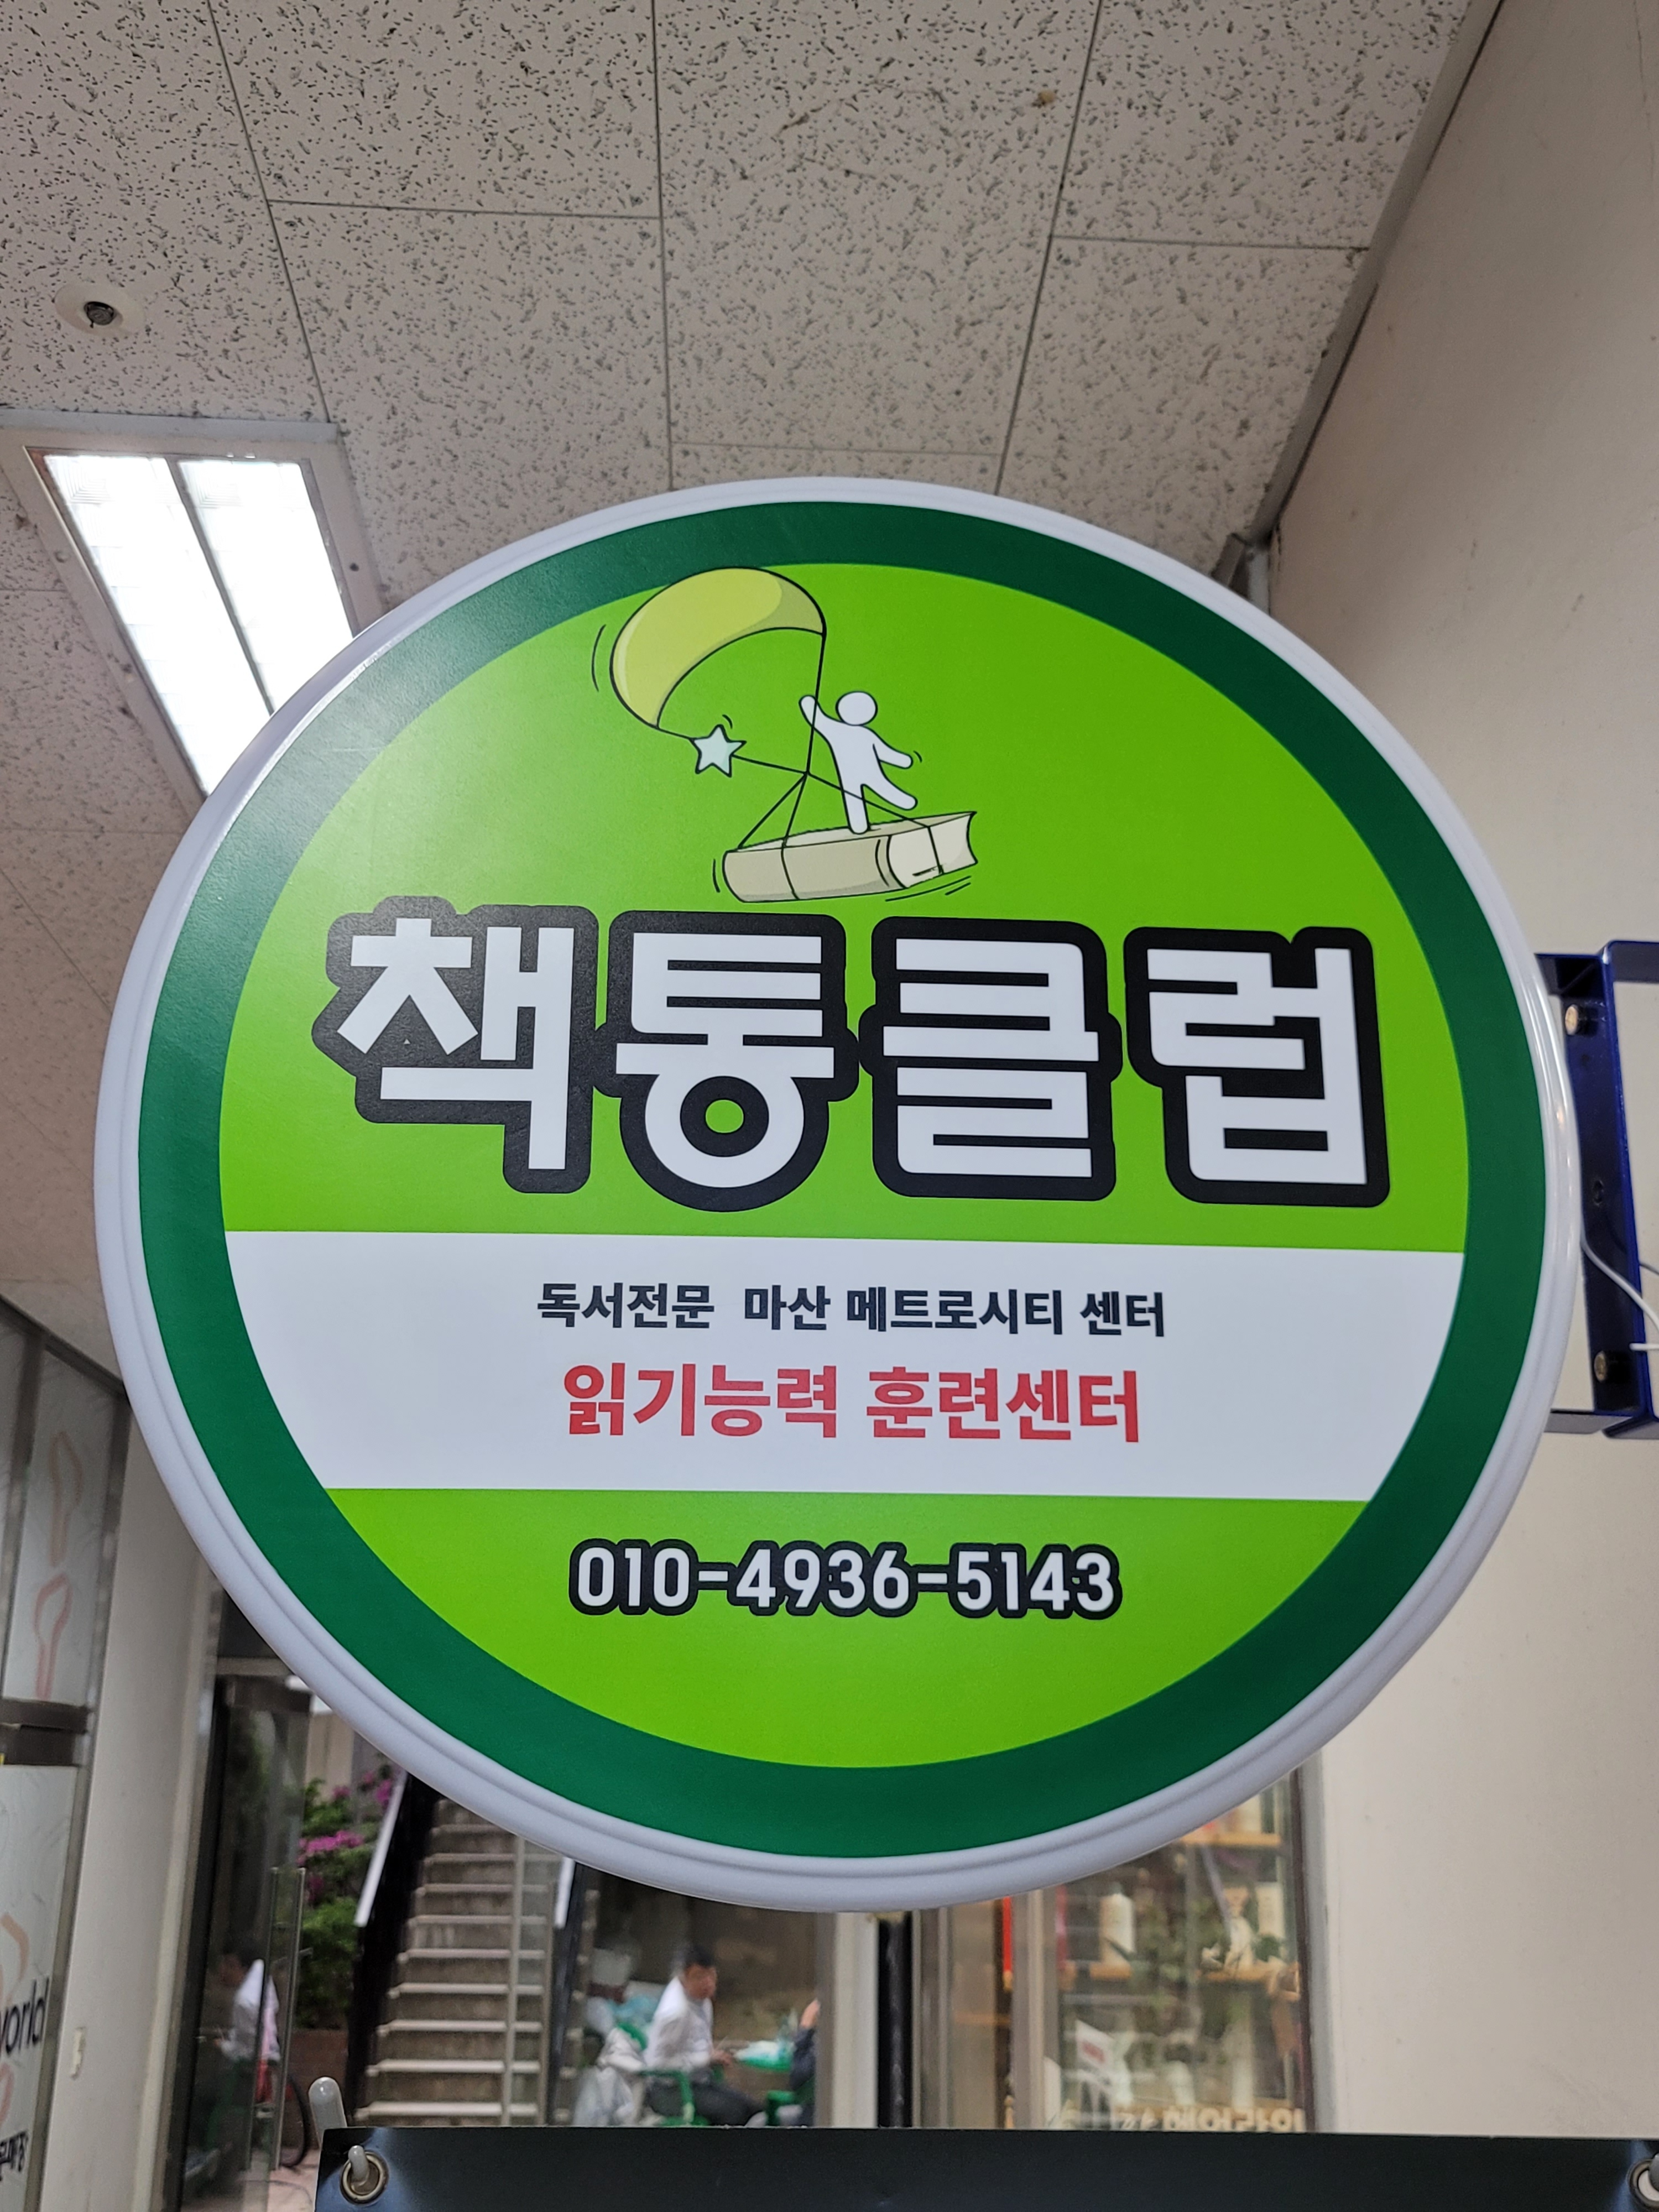 책통클럽
독서전문 마산 메트로시티 센터
읽기능력 훈련센터
010-4936-5143
world